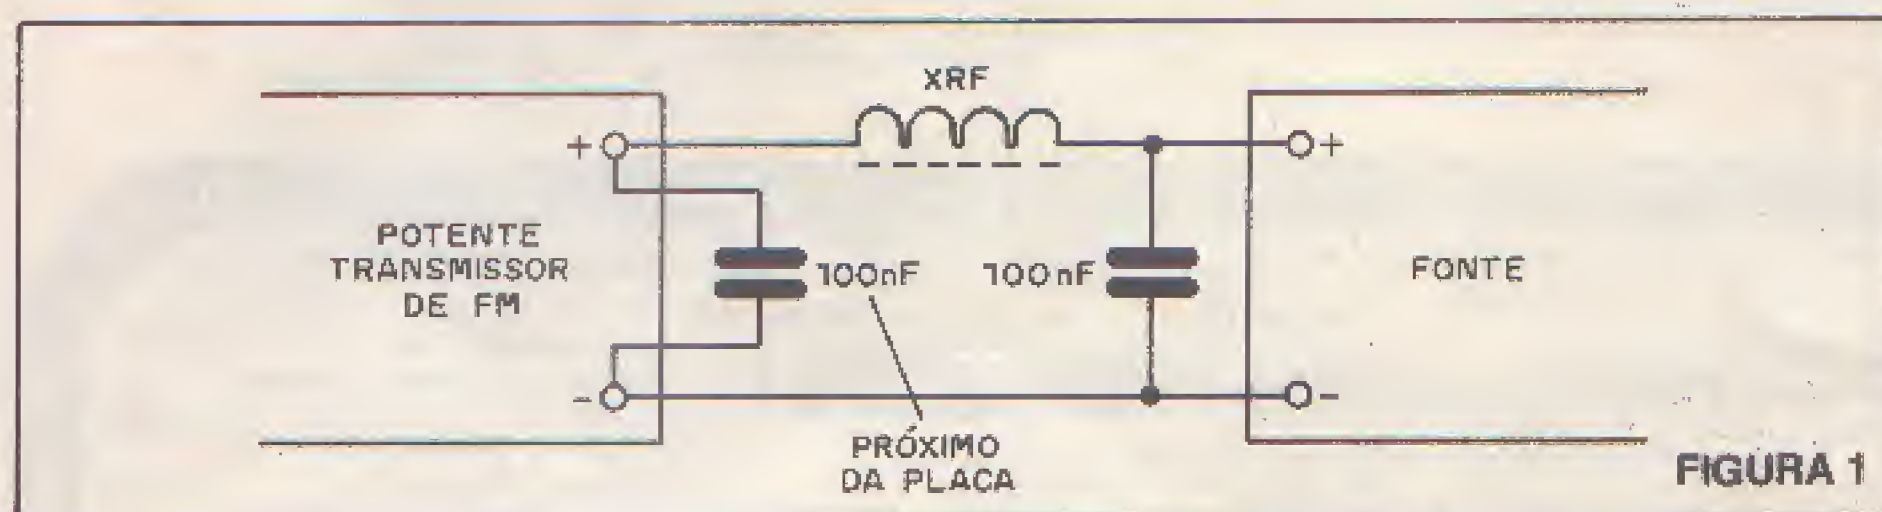 XRF
+
+
POTENTE
TRANSMISSOR
DE FM
100nF
100nF
FONTE
-
-
PRÓXIMO
DA PLACA
FIGURA 1